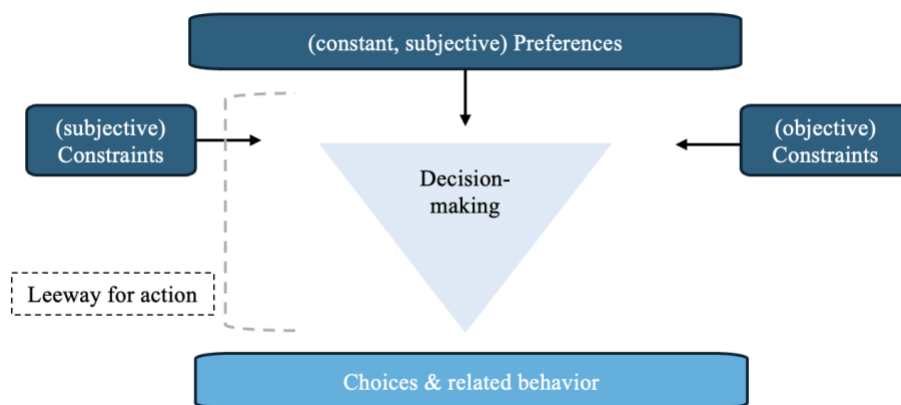 (constant, subjective) Preferences
(subjective)
Constraints
(objective)
Constraints
Decision-
making
Leeway for action
Choices & related behavior